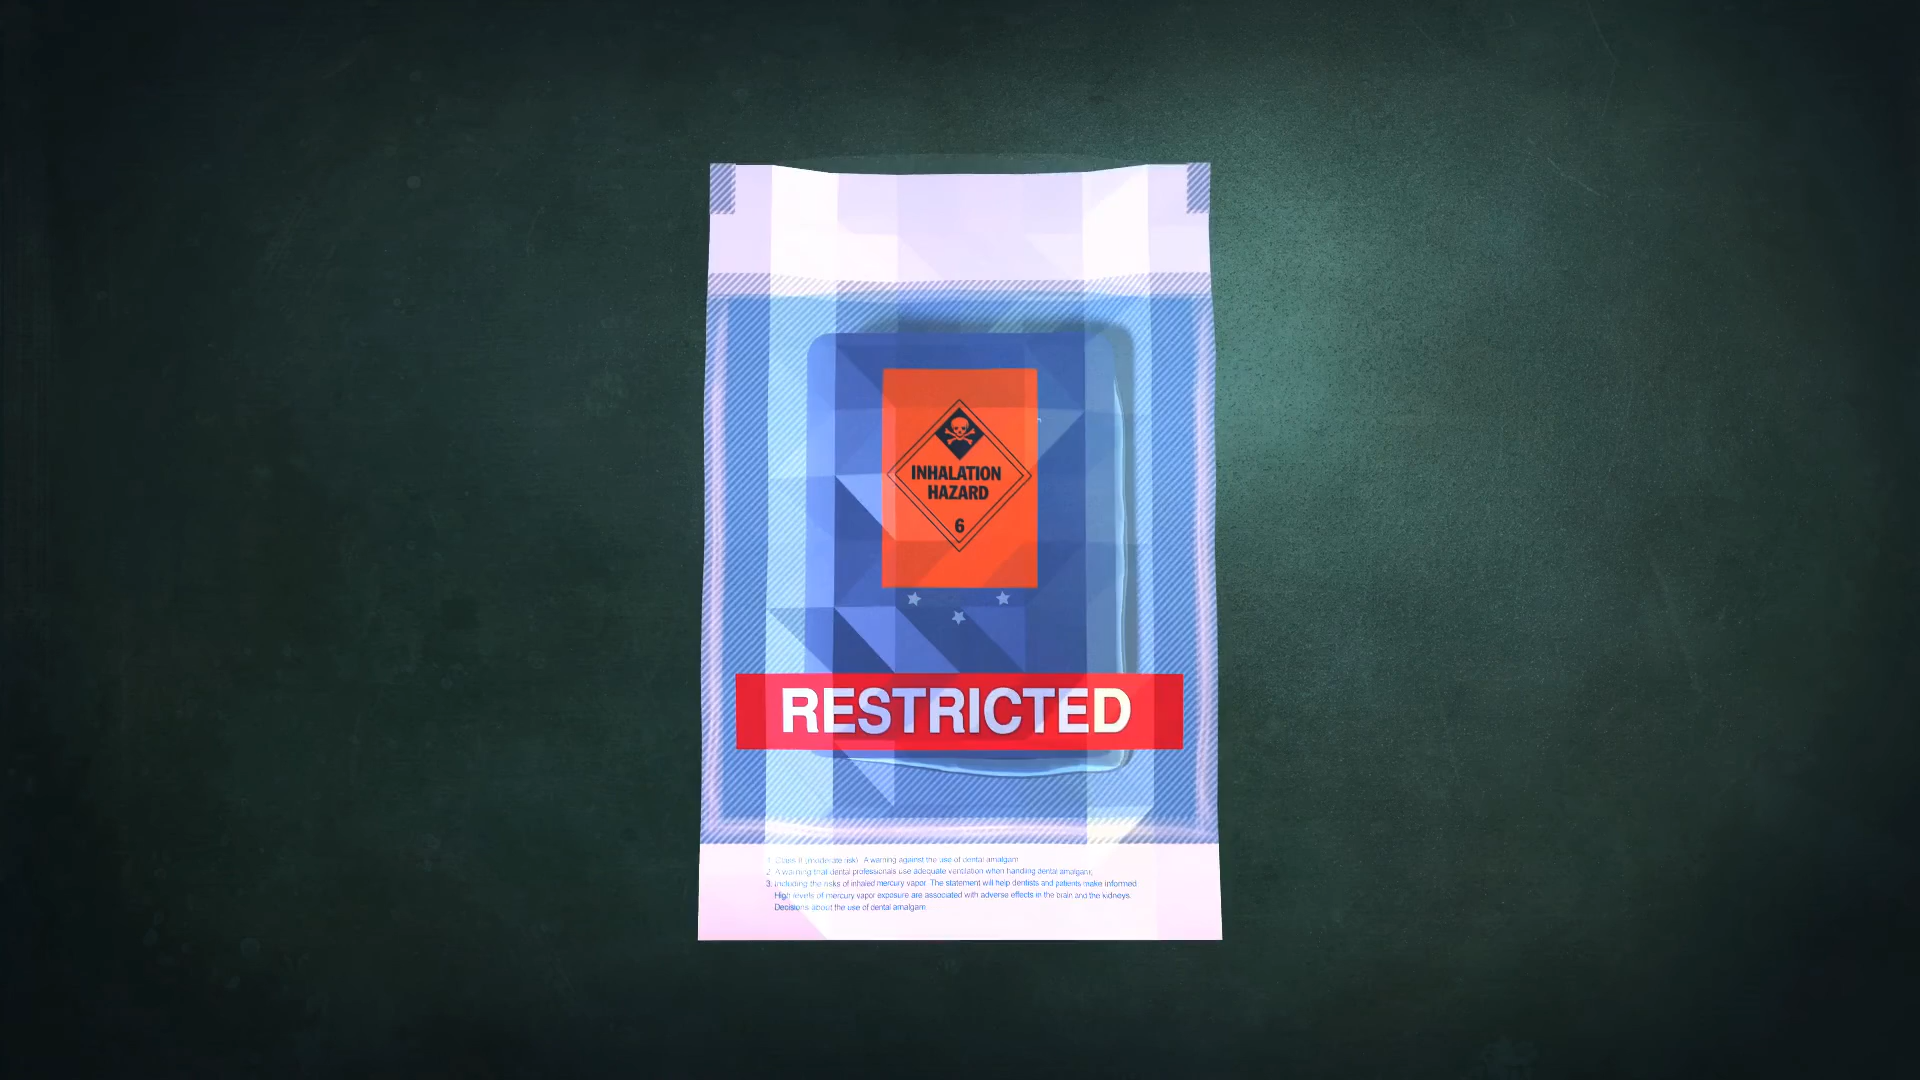 INHALATION
HAZARD
6
RESTRICTED
1. Class II (moderate risk). A warning against the use of dental amalgam
2. A warning that dental professionals use adequate ventilation when handling dental amalgam;
3. Including the risks of inhaled mercury vapor. The statement will help dentists and patients make informed
High levels of mercury vapor exposure are associated with adverse effects in the brain and the kidneys.
Decisions about the use of dental amalgam